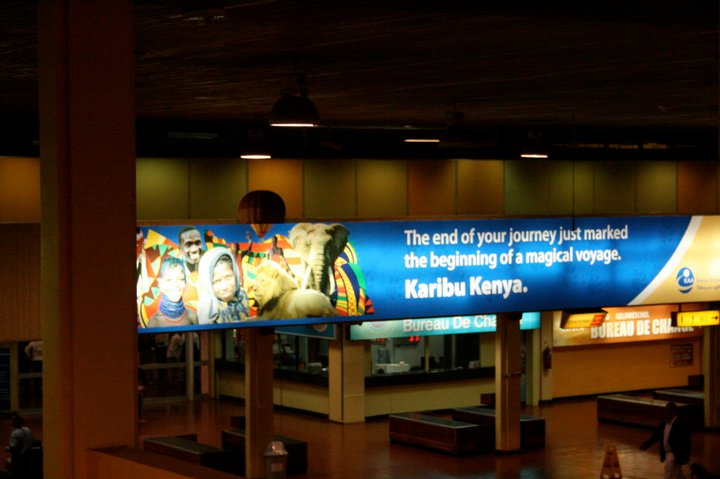 The end of your journey just marked
the beginning of a magical voyage.
Karibu Kenya.
KAA
Bureau De Cha
BUREAU DE CHANGE